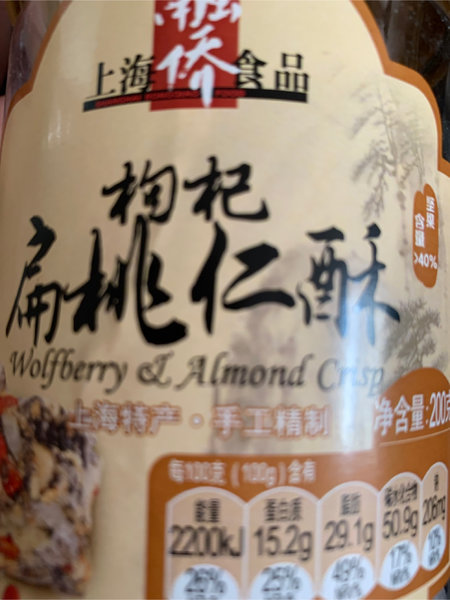 融侨
上海食品
枸杞
扁桃仁酥
Wolfberry & Almond Crisp
坚果含量>40%
上海特产·手工精制
净含量:200克
每100克(100g)含有
能量 蛋白质 脂肪 碳水化合物 钠
2200kJ 15.2g 29.1g 50.9g 206mg
26% 25% 49% 17% 10%